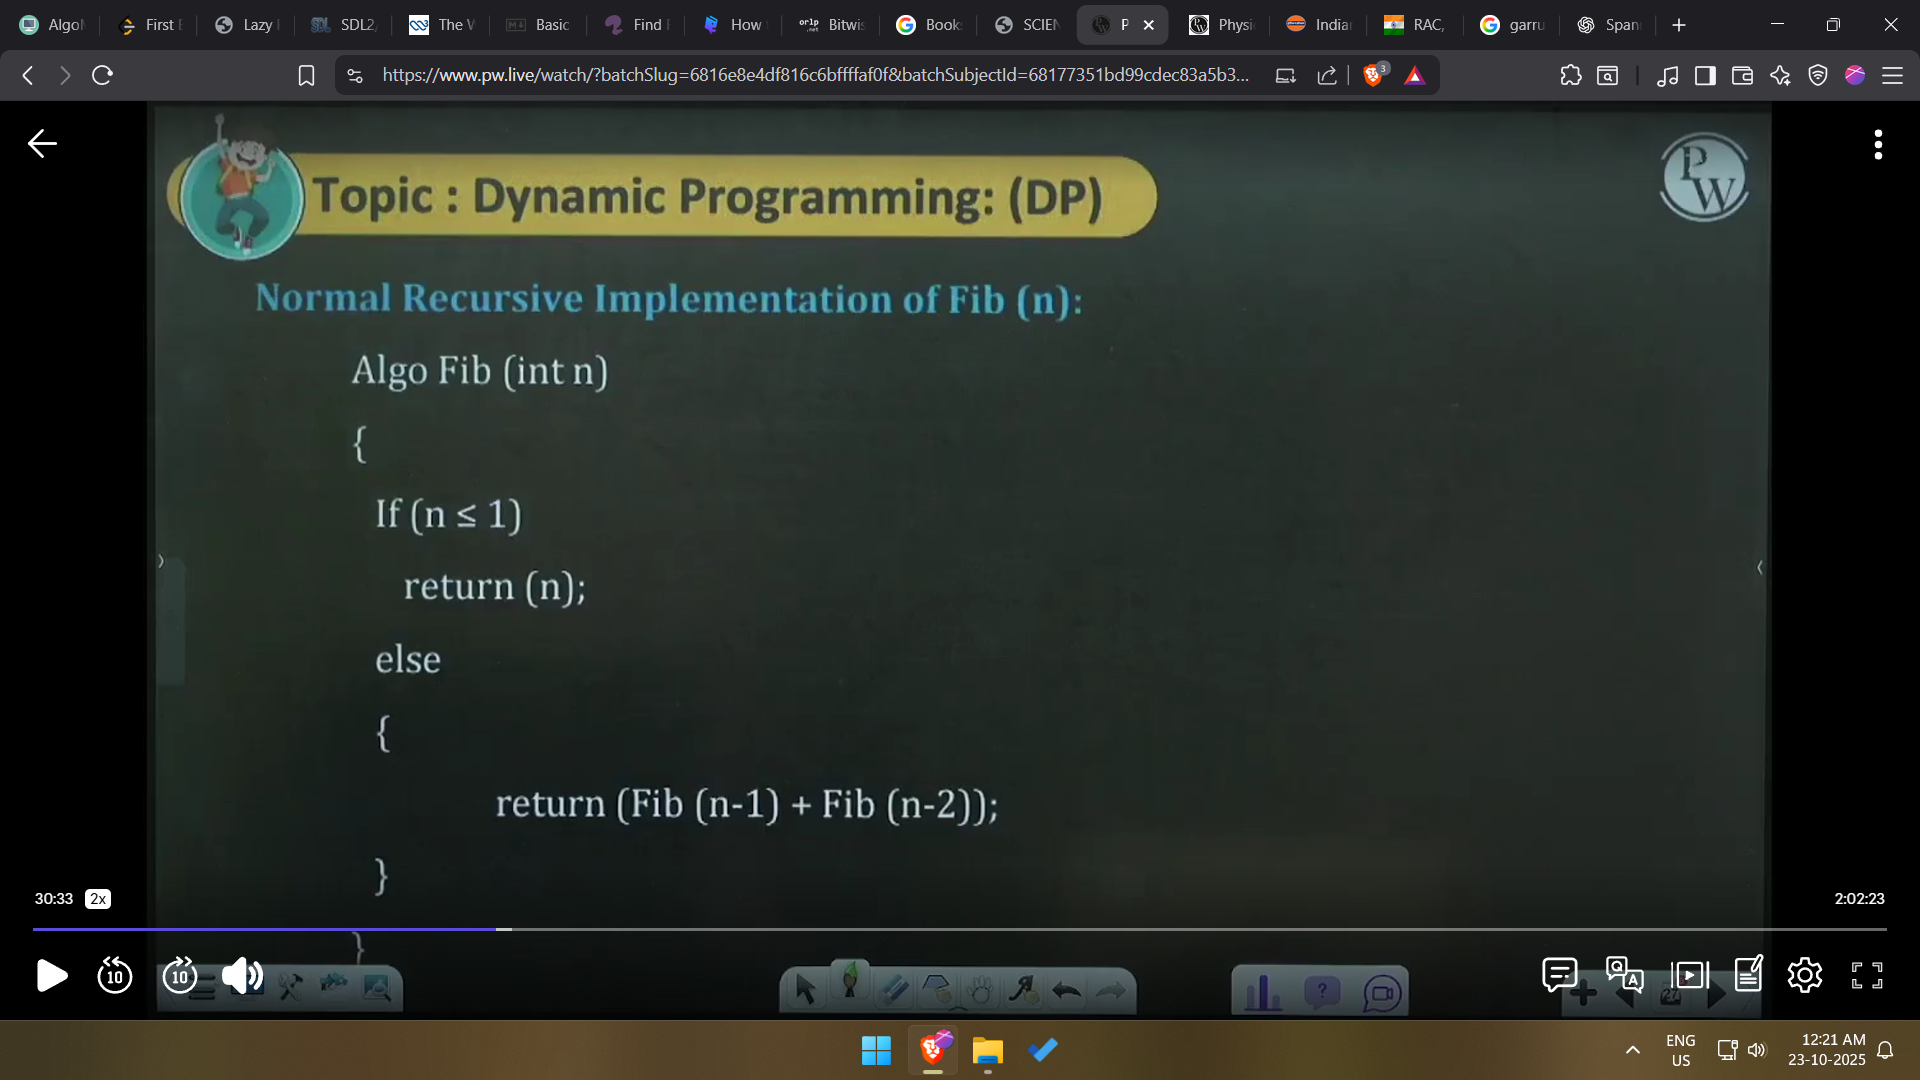 Algo
First
Lazy
SDL2
The
Basic
Find
How
Bitwis
Book
SCIEN
P
Physi
India
RAC,
garru
Span
https://www.pw.live/watch/?batchSlug=6816e8e4df816c6bffffaf0f&batchSubjectId=68177351bd99cdec83a5b3...
3
Topic : Dynamic Programming: (DP)
PW
Normal Recursive Implementation of Fib (n):
Algo Fib (int n)
{
If (n ≤ 1)
return (n);
else
{
return (Fib (n-1) + Fib (n-2));
}
}
30:33 2x
2:02:23
10 10
ENG
US
12:21 AM
23-10-2025